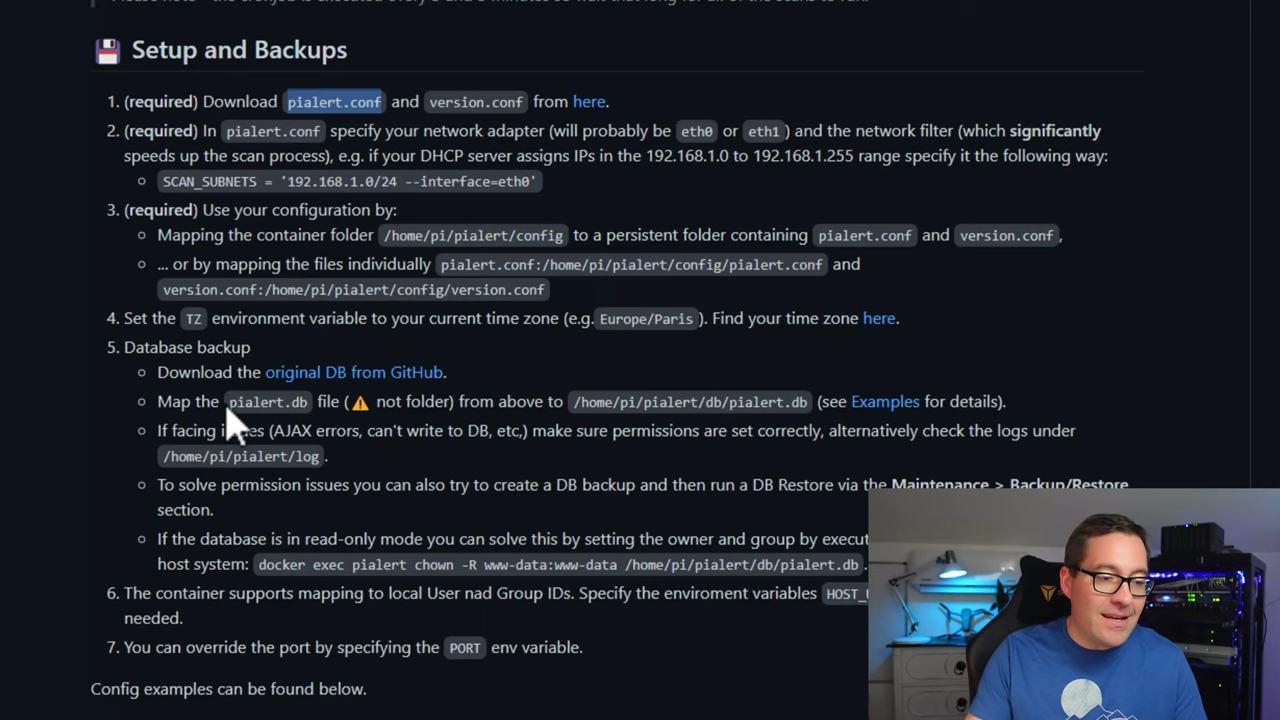 Setup and Backups
1. (required) Download pialert.conf and version.conf from here.
2. (required) In pialert.conf specify your network adapter (will probably be eth0 or eth1) and the network filter (which significantly
speeds up the scan process), e.g. if your DHCP server assigns IPs in the 192.168.1.0 to 192.168.1.255 range specify it the following way:
SCAN_SUBNETS = '192.168.1.0/24 --interface=eth0'
3. (required) Use your configuration by:
Mapping the container folder /home/pi/pialert/config to a persistent folder containing pialert.conf and version.conf,
... or by mapping the files individually pialert.conf:/home/pi/pialert/config/pialert.conf and
version.conf:/home/pi/pialert/config/version.conf
4. Set the TZ environment variable to your current time zone (e.g. Europe/Paris). Find your time zone here.
5. Database backup
Download the original DB from GitHub.
Map the pialert.db file (⚠ not folder) from above to /home/pi/pialert/db/pialert.db (see Examples for details).
If facing (AJAX errors, can't write to DB, etc,) make sure permissions are set correctly, alternatively check the logs under
/home/pi/pialert/log.
To solve permission issues you can also try to create a DB backup and then run a DB Restore via the Maintenance > Backup/Restore
section.
If the database is in read-only mode you can solve this by setting the owner and group by
host system: docker exec pialert chown -R www-data:www-data /home/pi/pialert/db/pialert.db.
6. The container supports mapping to local User nad Group IDs. Specify the enviroment variables
needed.
7. You can override the port by specifying the PORT env variable.
Config examples can be found below.